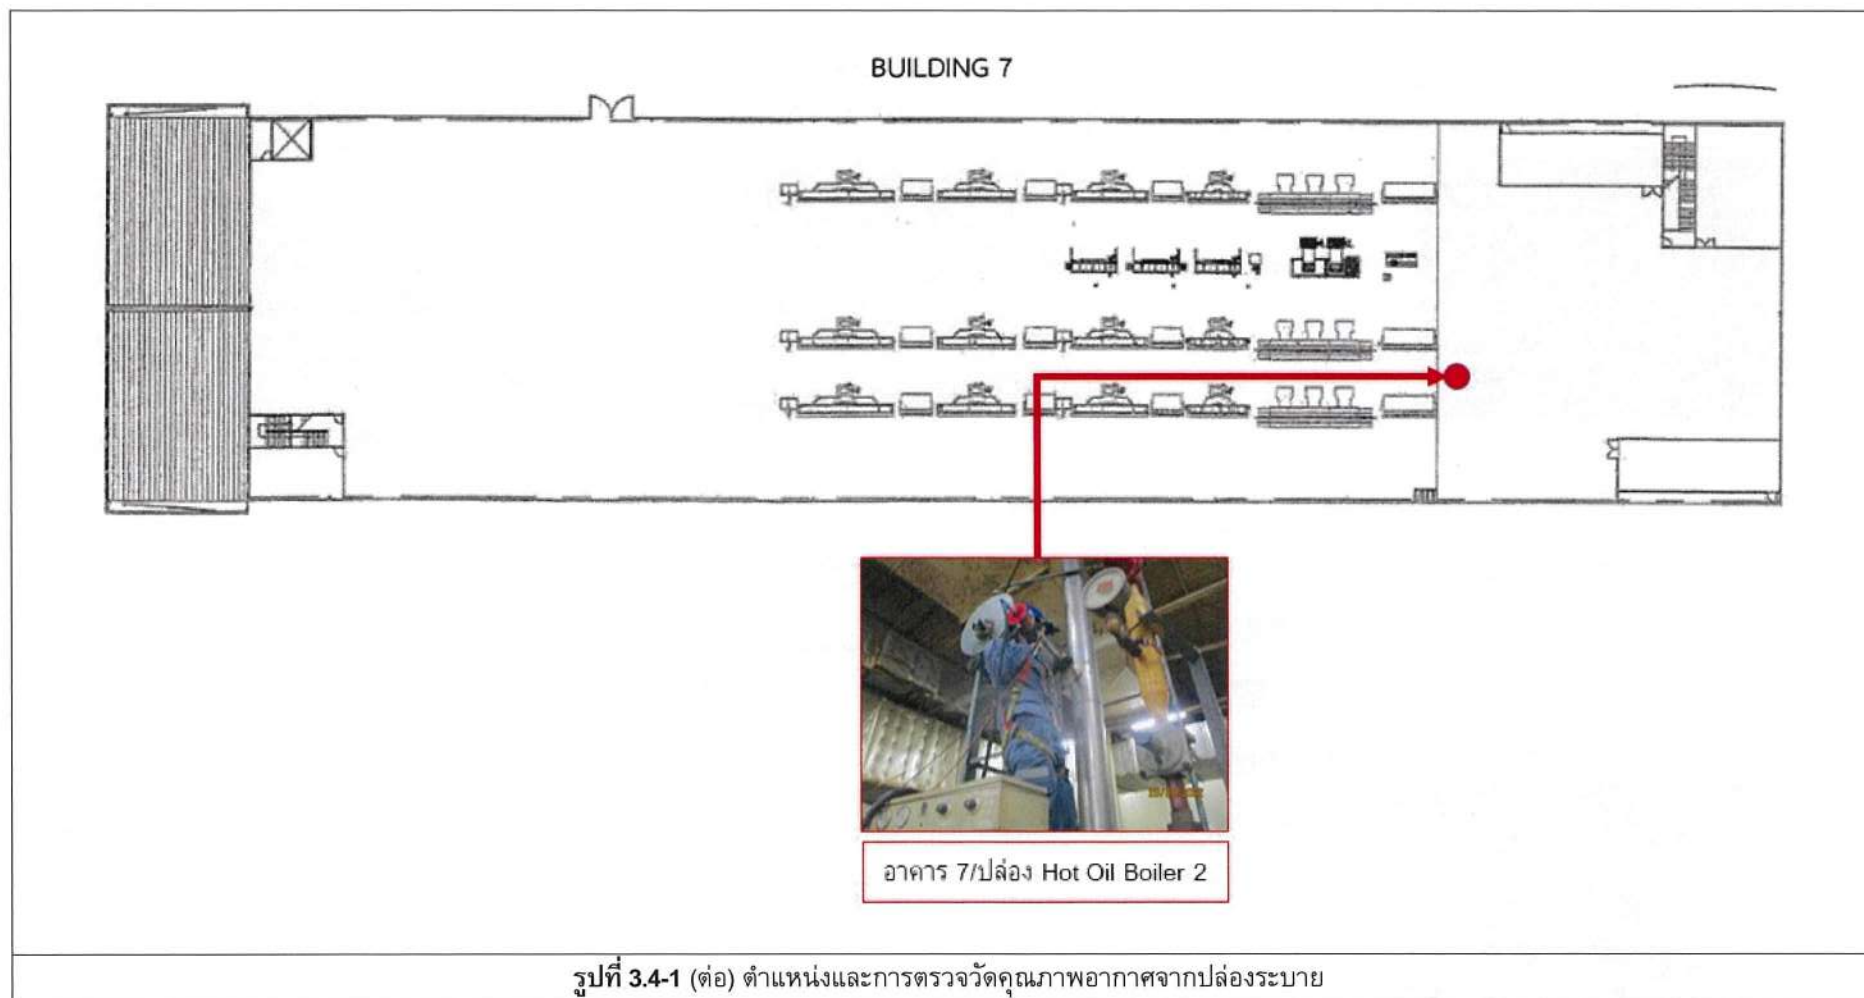 BUILDING 7
อาคาร 7/ปล่อง Hot Oil Boiler 2
รูปที่ 3.4-1 (ต่อ) ตำแหน่งและการตรวจวัดคุณภาพอากาศจากปล่องระบาย